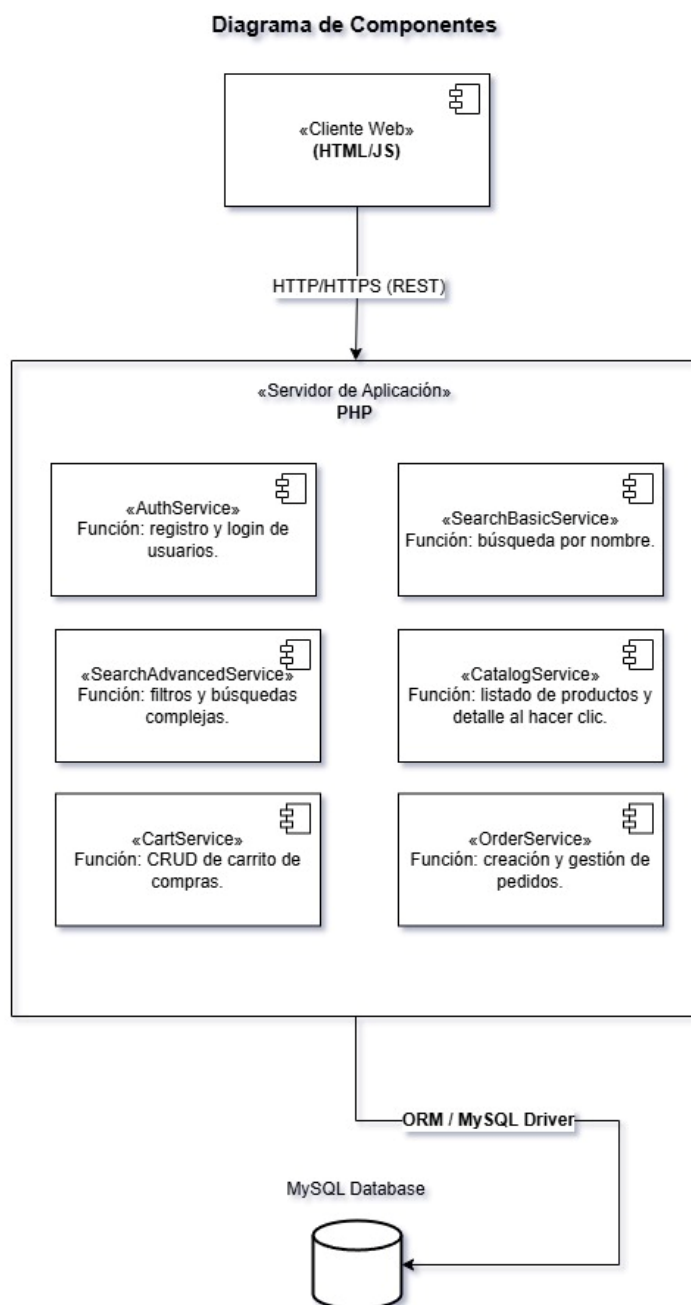 Diagrama de Componentes
«Cliente Web»
(HTML/JS)
HTTP/HTTPS (REST)
«Servidor de Aplicación»
PHP
«AuthService»
Función: registro y login de
usuarios.
«SearchBasicService»
Función: búsqueda por nombre.
«SearchAdvancedService»
Función: filtros y búsquedas
complejas.
«CatalogService»
Función: listado de productos y
detalle al hacer clic.
«CartService»
Función: CRUD de carrito de
compras.
«OrderService»
Función: creación y gestión de
pedidos.
ORM / MySQL Driver
MySQL Database